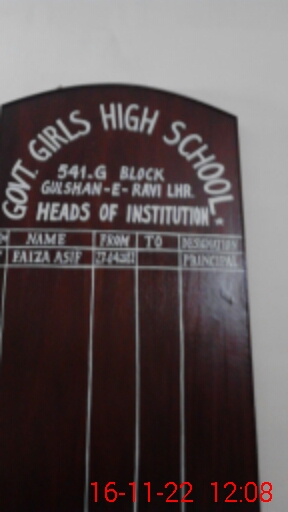 GOVT. GIRLS HIGH SCHOOL.
541.G BLOCK
GULSHAN-E-RAVI LHR.
HEADS OF INSTITUTION
NAME FROM TO DESIGNATION
FAIZA ASIF PRINCIPAL
16-11-22 12:08